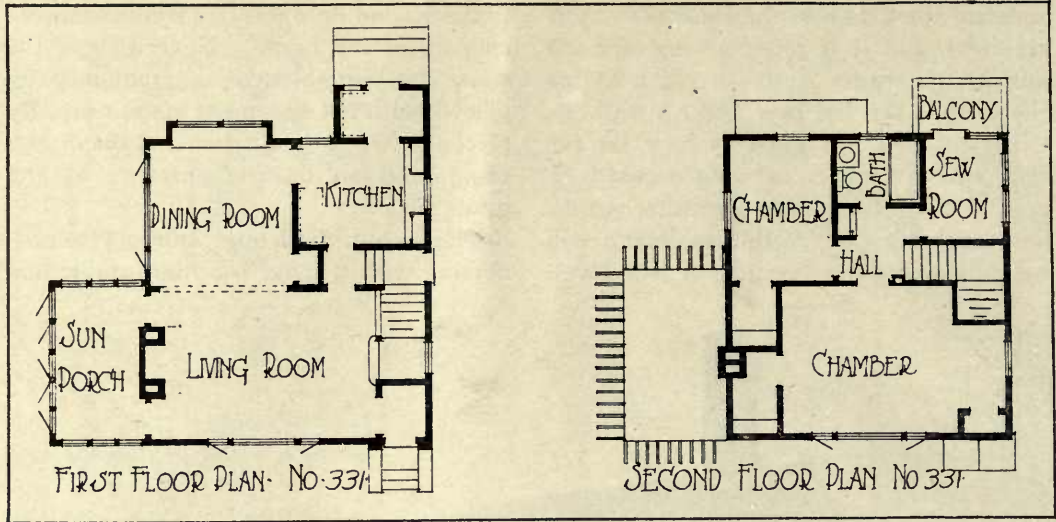 DINING ROOM
KITCHEN
SUN
PORCH
LIVING ROOM
FIRST FLOOR PLAN- NO.331.
BALCONY
CHAMBER
BATH
SEW
ROOM
HALL
CHAMBER
SECOND FLOOR PLAN NO 331.